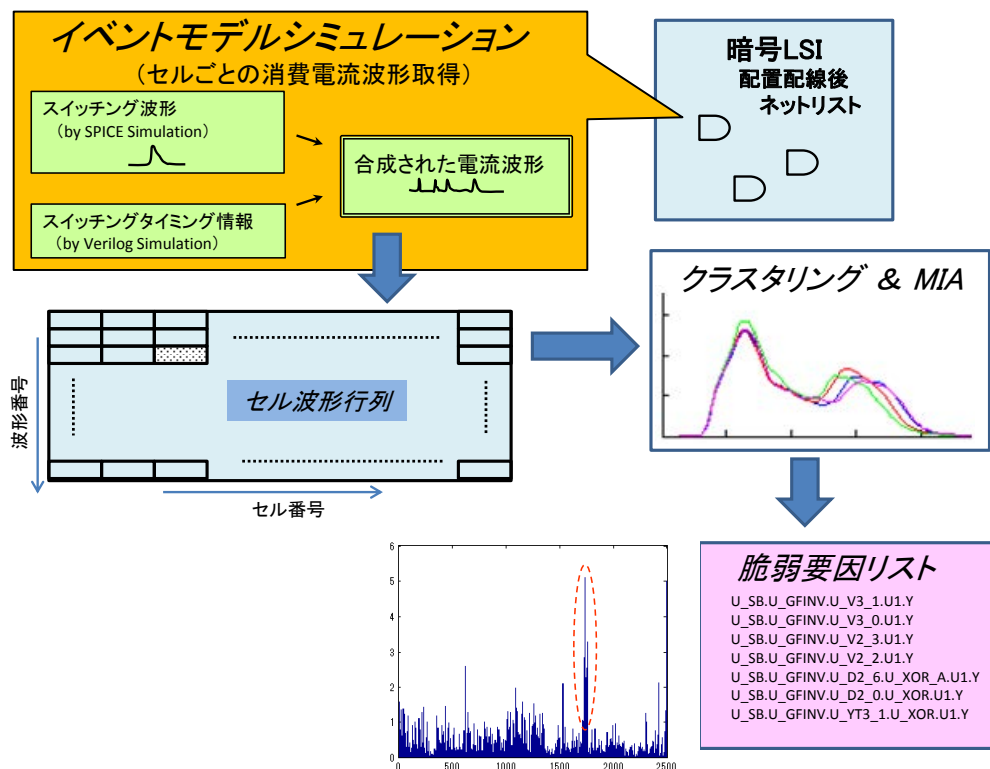 イベントモデルシミュレーション
(セルごとの消費電流波形取得)
スイッチング波形
(by SPICE Simulation)
合成された電流波形
スイッチングタイミング情報
(by Verilog Simulation)
暗号LSI
配置配線後
ネットリスト
クラスタリング & MIA
波形番号
セル波形行列
セル番号
6
5
4
3
2
1
0
0
500
1000
1500
2000
2500
脆弱要因リスト
U_SB.U_GFINV.U_V3_1.U1.Y
U_SB.U_GFINV.U_V3_0.U1.Y
U_SB.U_GFINV.U_V2_3.U1.Y
U_SB.U_GFINV.U_V2_2.U1.Y
U_SB.U_GFINV.U_D2_6.U_XOR_A.U1.Y
U_SB.U_GFINV.U_D2_0.U_XOR.U1.Y
U_SB.U_GFINV.U_YT3_1.U_XOR.U1.Y